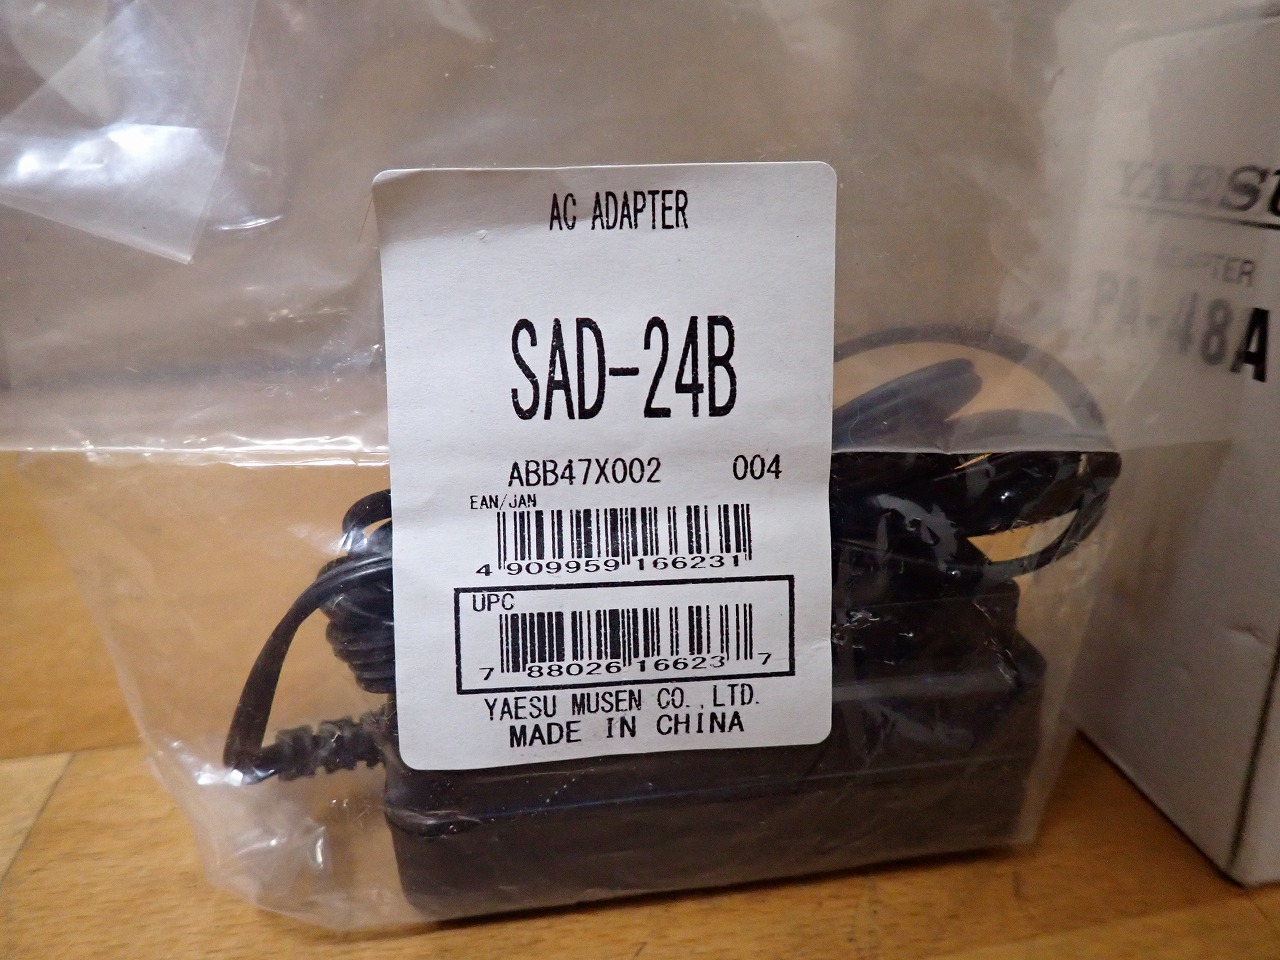 AC ADAPTER
SAD-24B
ABB47X002 004
EAN/JAN
4 909959 166231
UPC
7 88026 16623 7
YAESU MUSEN CO.,LTD.
MADE IN CHINA
YAESU
PA-48A